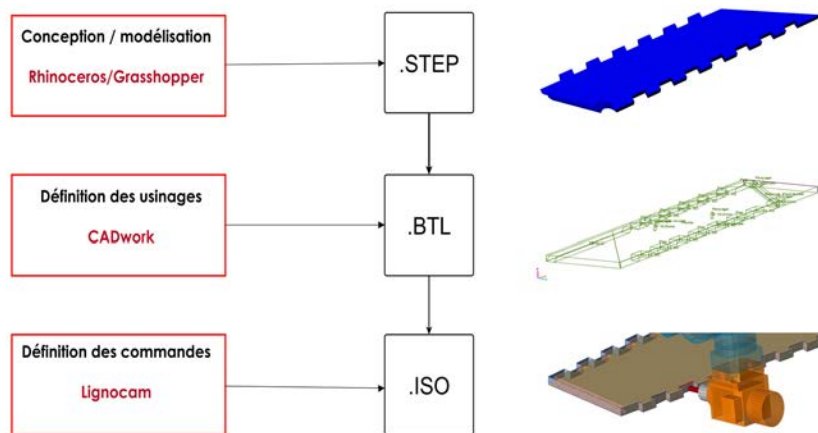 Conception / modélisation
Rhinoceros/Grasshopper
.STEP
Définition des usinages
CADwork
.BTL
Définition des commandes
Lignocam
.ISO